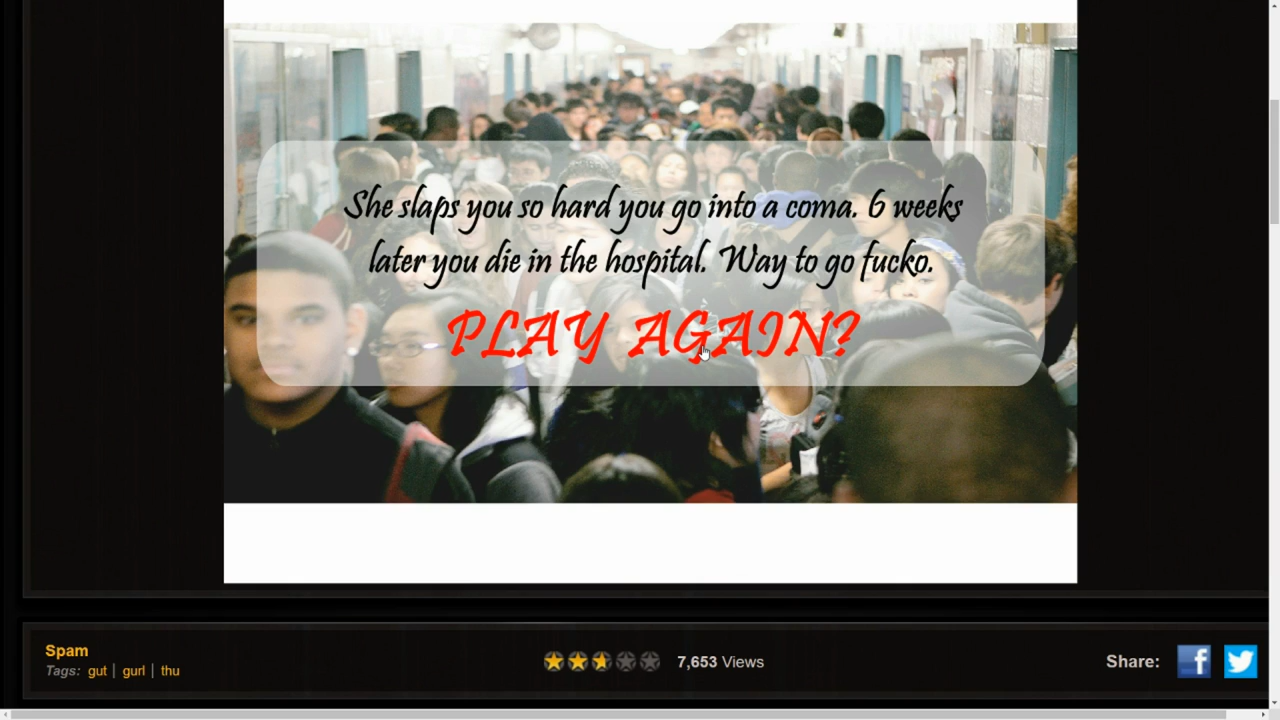 She slaps you so hard you go into a coma. 6 weeks
later you die in the hospital. Way to go fucko.
PLAY AGAIN?
Spam
Tags: gut | gurl | thu
7,653 Views
Share: